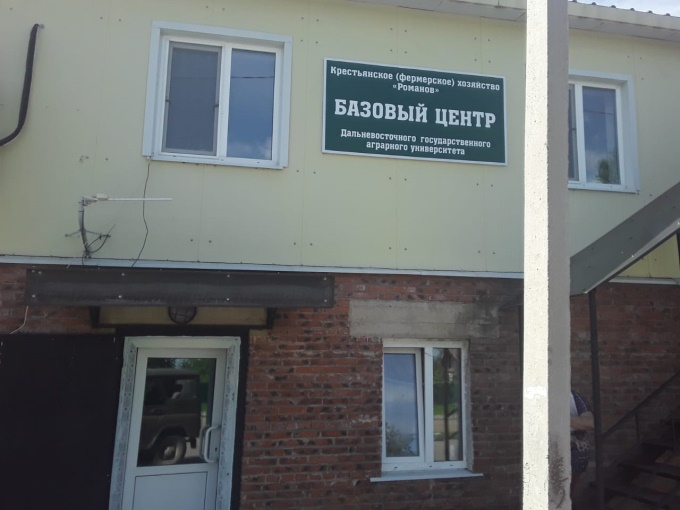 Крестьянское (фермерское) хозяйство
«Романов»
БАЗОВЫЙ ЦЕНТР
Дальневосточного государственного
аграрного университета